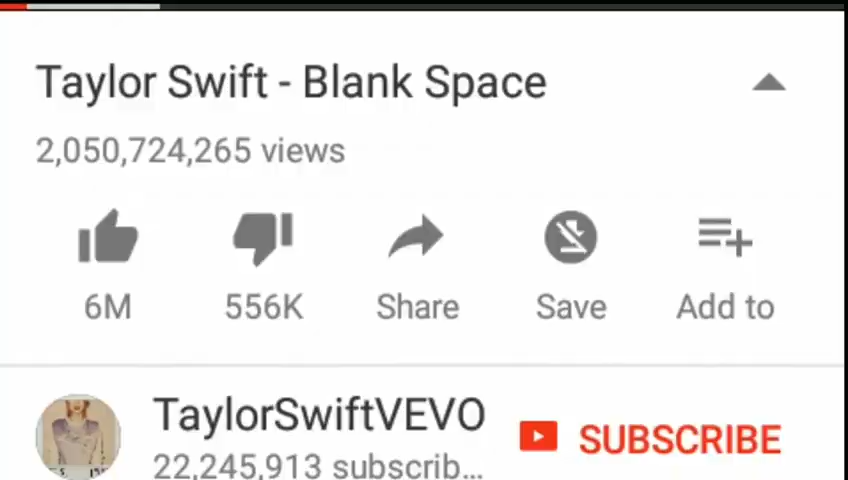 Taylor Swift - Blank Space
2,050,724,265 views
6M
556K
Share
Save
Add to
TaylorSwiftVEVO
SUBSCRIBE
22,245,913 subscrib...